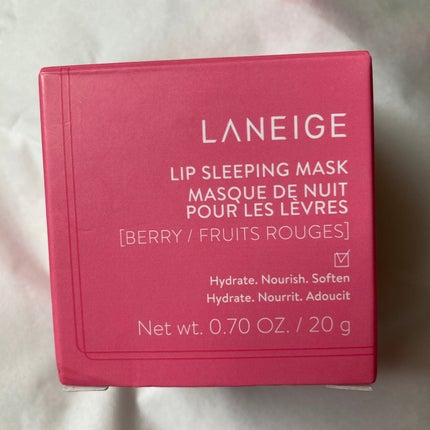 LANEIGE
LIP SLEEPING MASK
MASQUE DE NUIT
POUR LES LÈVRES
[BERRY / FRUITS ROUGES]
Hydrate. Nourish. Soften
Hydrate. Nourrit. Adoucit
Net wt. 0.70 OZ. / 20 g